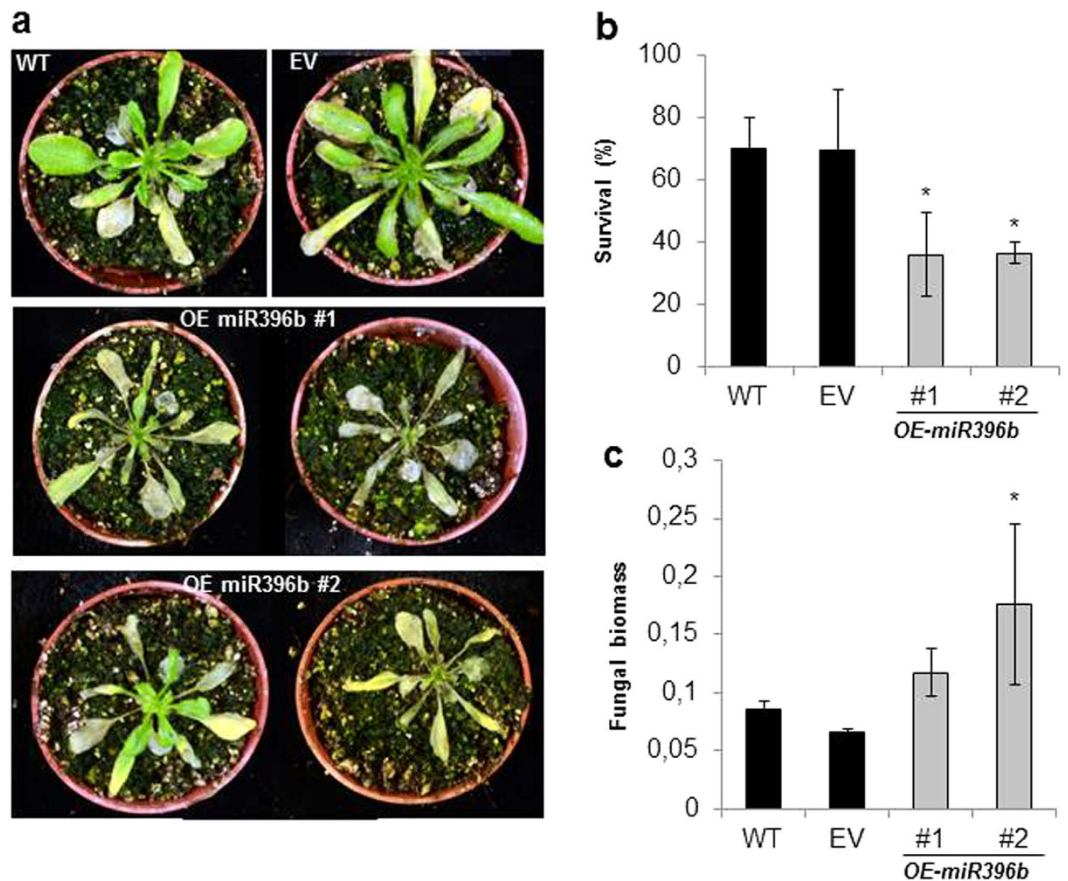 a
WT
EV
OE miR396b #1
OE miR396b #2
b
100
80
60
40
20
0
Survival (%)
*
*
WT
EV
#1
#2
OE-miR396b
c
0,3
0,25
0,2
0,15
0,1
0,05
0
Fungal biomass
*
WT
EV
#1
#2
OE-miR396b